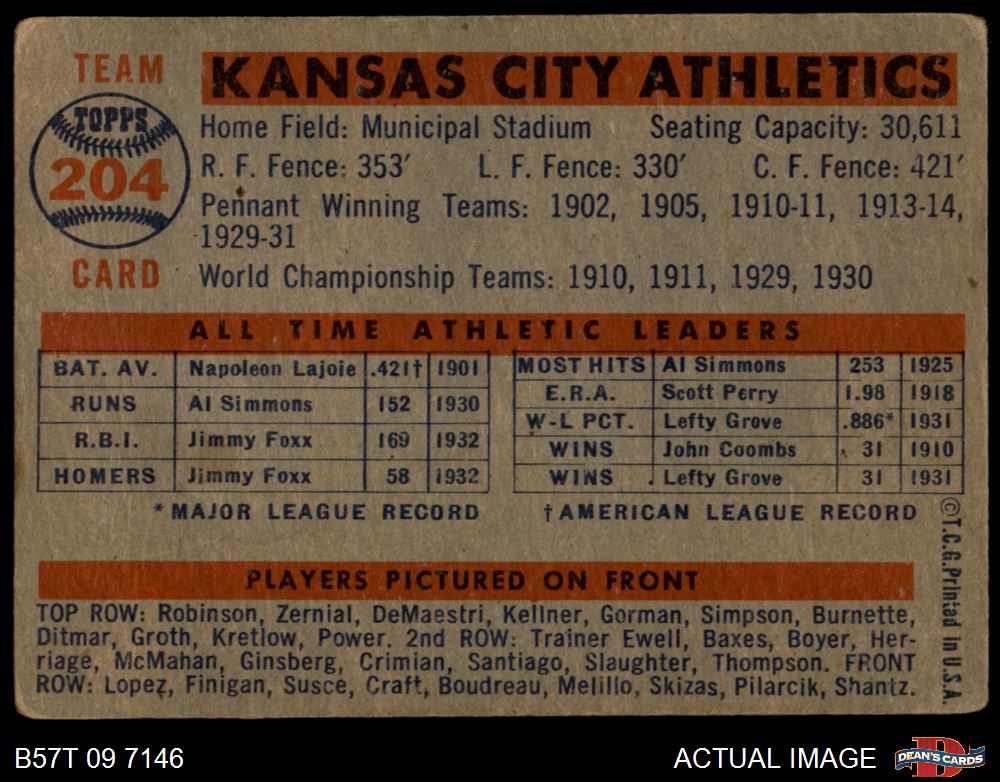 TEAM
TOPPS
204
CARD
KANSAS CITY ATHLETICS
Home Field: Municipal Stadium Seating Capacity: 30,611
R. F. Fence: 353′ L. F. Fence: 330′ C. F. Fence: 421′
Pennant Winning Teams: 1902, 1905, 1910-11, 1913-14,
1929-31
World Championship Teams: 1910, 1911, 1929, 1930
ALL TIME ATHLETIC LEADERS
BAT. AV. Napoleon Lajoie .421† 1901
RUNS Al Simmons 152 1930
R.B.I. Jimmy Foxx 169 1932
HOMERS Jimmy Foxx 58 1932
MOST HITS Al Simmons 253 1925
E.R.A. Scott Perry 1.98 1918
W-L PCT. Lefty Grove .886* 1931
WINS John Coombs 31 1910
WINS Lefty Grove 31 1931
*MAJOR LEAGUE RECORD †AMERICAN LEAGUE RECORD
PLAYERS PICTURED ON FRONT
TOP ROW: Robinson, Zernial, DeMaestri, Kellner, Gorman, Simpson, Burnette,
Ditmar, Groth, Kretlow, Power. 2nd ROW: Trainer Ewell, Baxes, Boyer, Her-
riage, McMahan, Ginsberg, Crimian, Santiago, Slaughter, Thompson. FRONT
ROW: Lopez, Finigan, Susce, Craft, Boudreau, Melillo, Skizas, Pilarcik, Shantz.
©T.C.G. Printed in U.S.A.
B57T 09 7146
ACTUAL IMAGE
D
DEAN'S CARDS